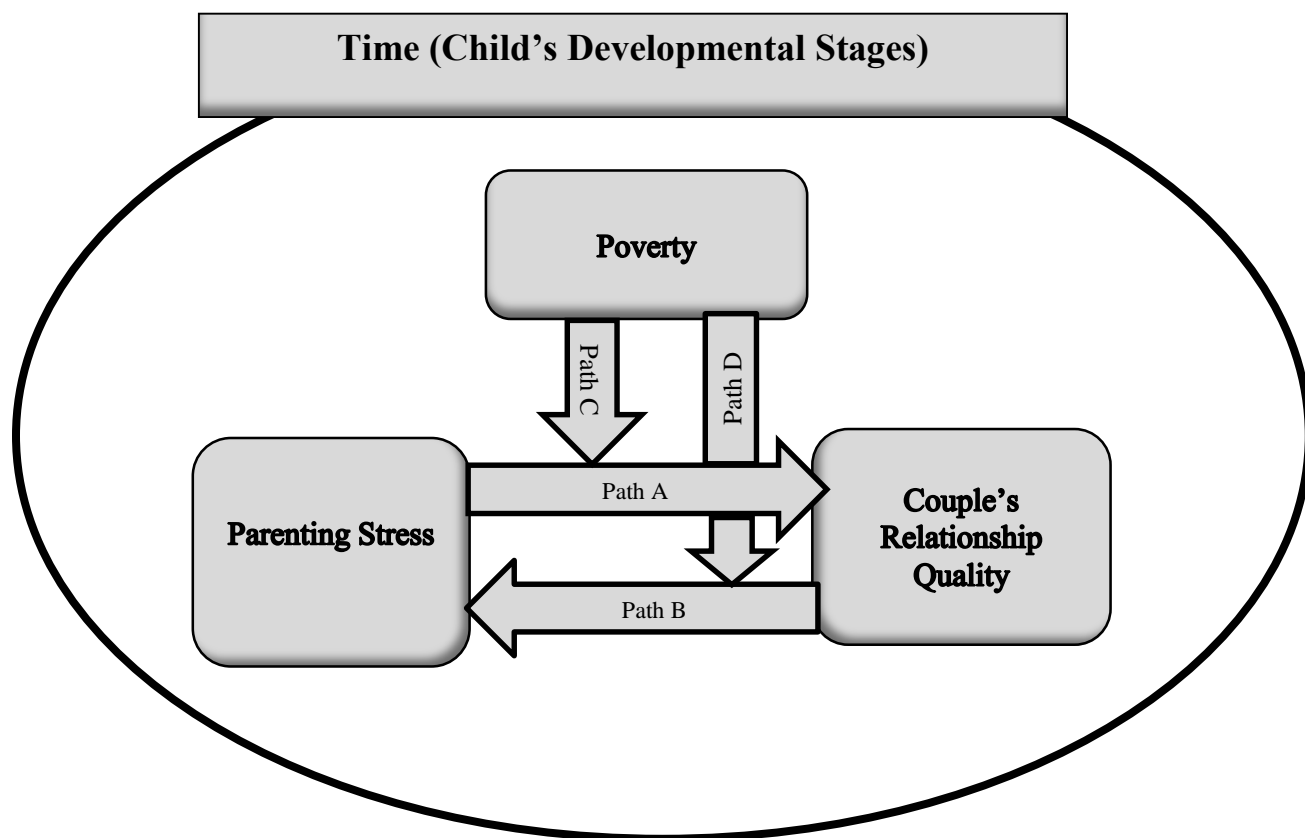 Time (Child’s Developmental Stages)
Poverty
Path C
Path D
Path A
Parenting Stress
Couple’s
Relationship
Quality
Path B